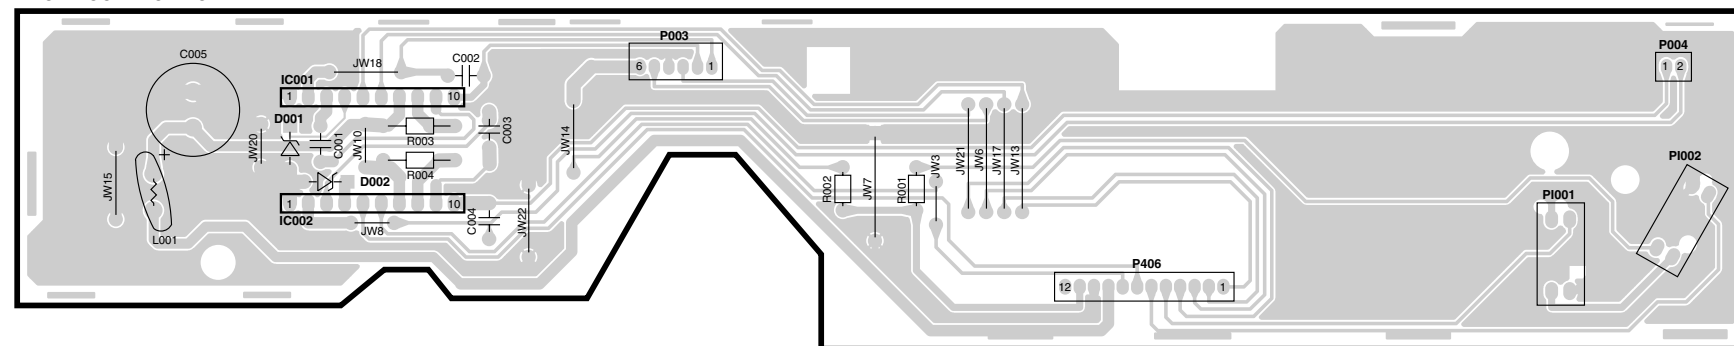 P003
P004
C005
JW18
C002
6 1
1 2
IC001
1 10
D001
JW20
C001
JW10
R003
C003
JW14
R004
D002
JW15
JW3
JW21
JW6
JW17
JW13
PI002
R002
JW7
R001
PI001
1 10
IC002
JW8
C004
JW22
L001
P406
12 1